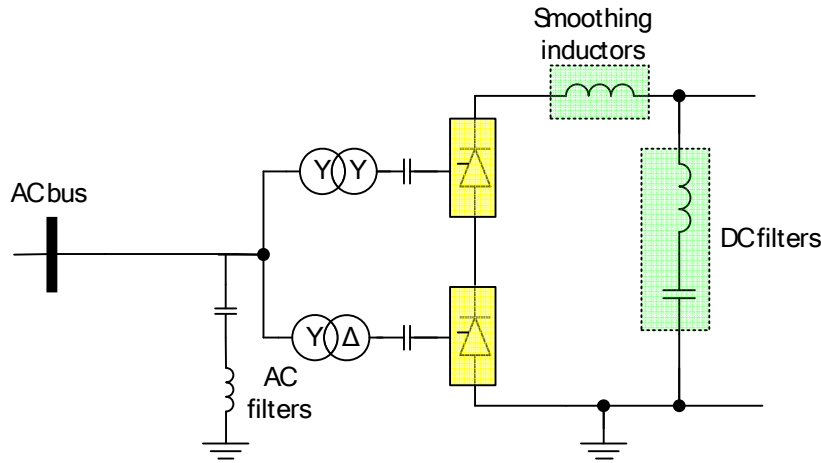 Smoothing
inductors
Y Y
AC bus
DC filters
Y Δ
AC
filters